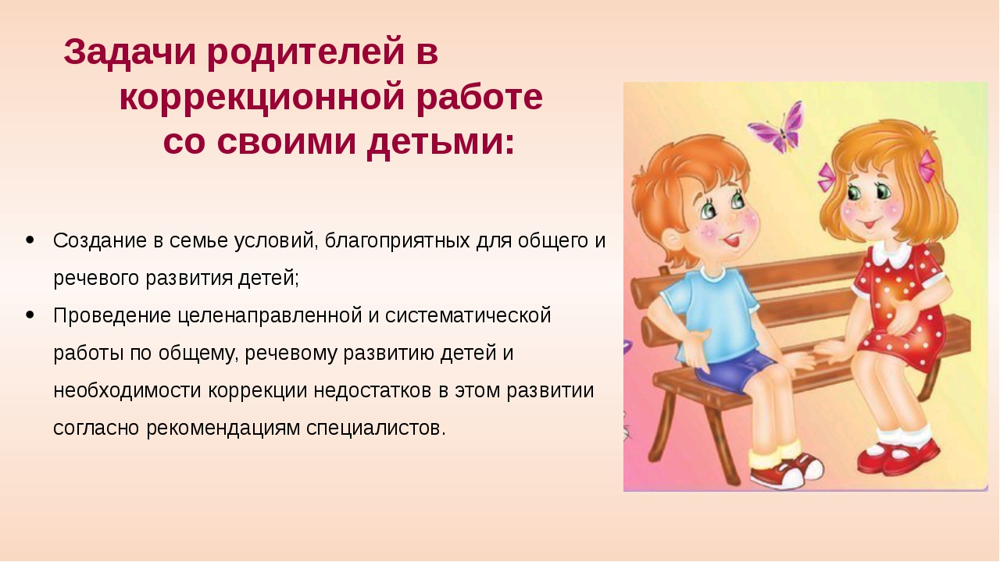 Задачи родителей в
коррекционной работе
со своими детьми:
• Создание в семье условий, благоприятных для общего и
речевого развития детей;
• Проведение целенаправленной и систематической
работы по общему, речевому развитию детей и
необходимости коррекции недостатков в этом развитии
согласно рекомендациям специалистов.